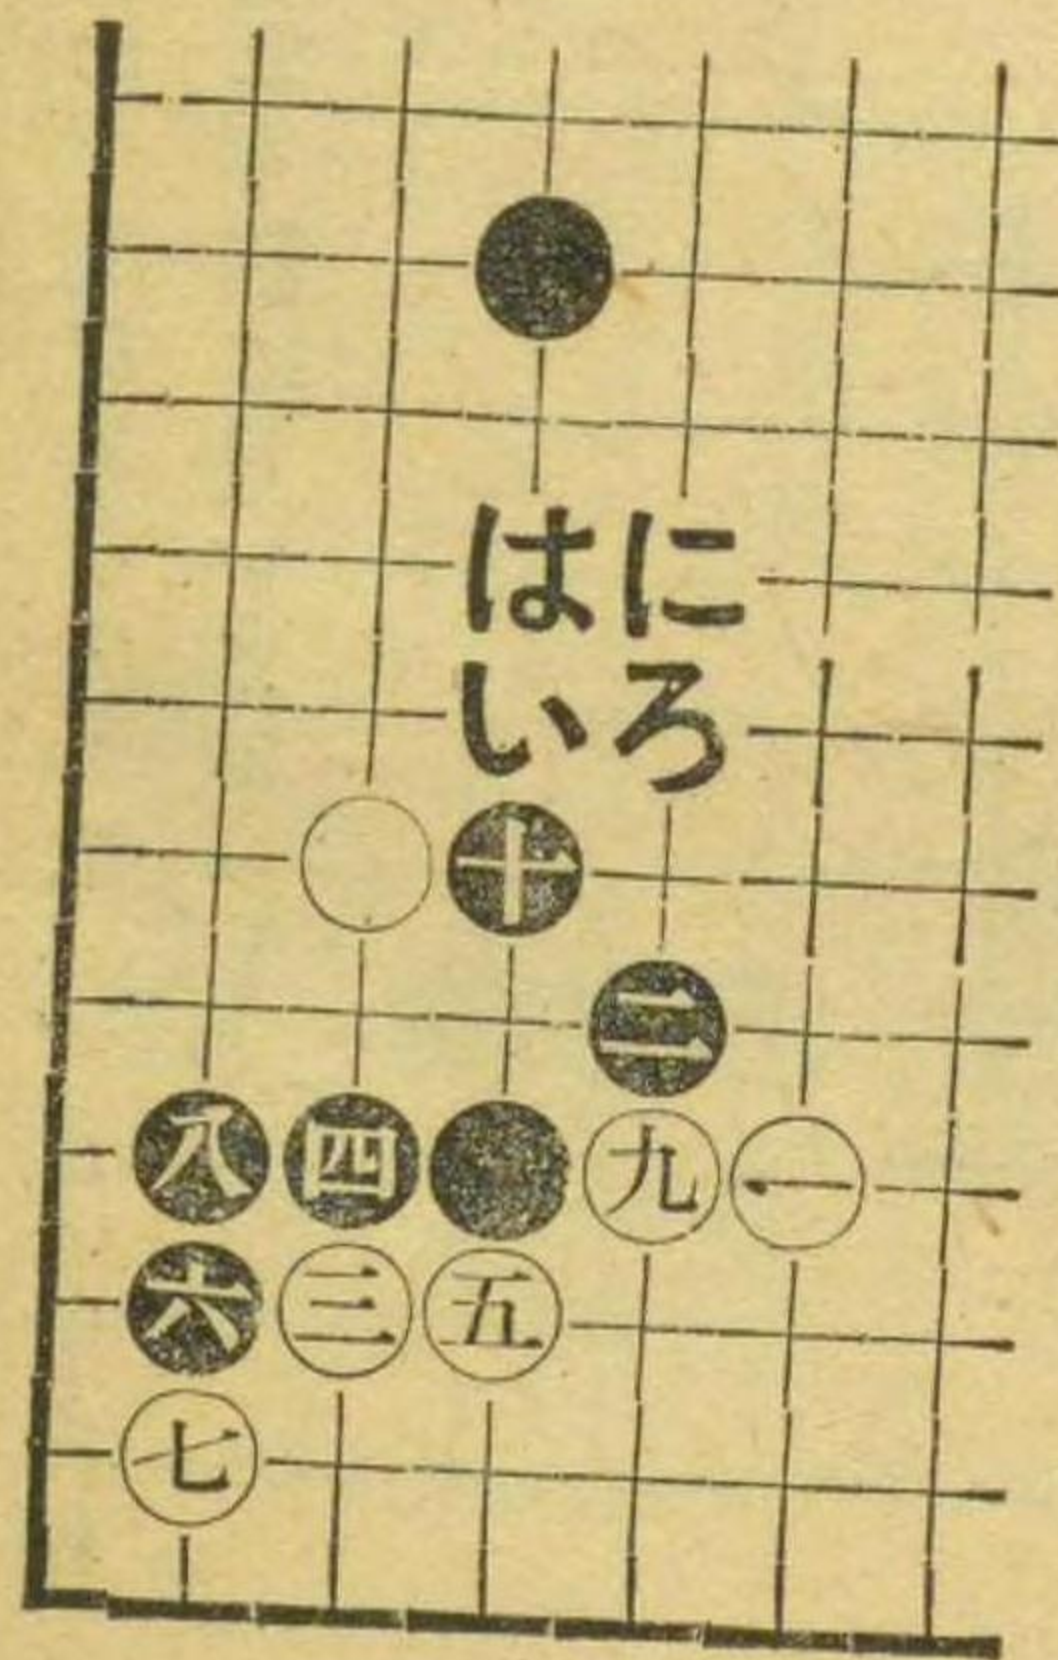 はに
いろ
十
二
八四九一
六三五
七